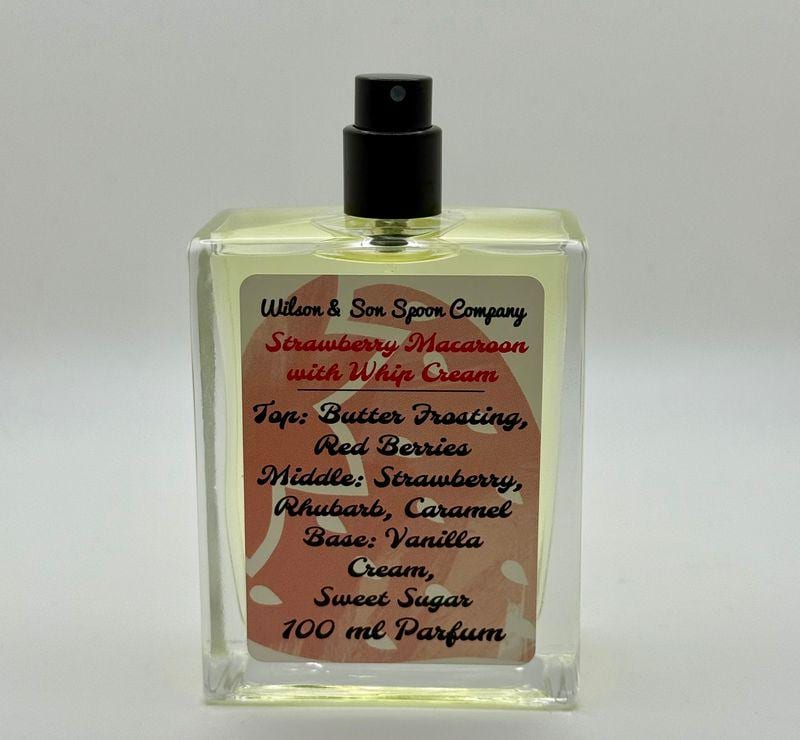 Wilson & Son Spoon Company
Strawberry Macaroon
with Whip Cream
Top: Butter Frosting,
Red Berries
Middle: Strawberry,
Rhubarb, Caramel
Base: Vanilla
Cream,
Sweet Sugar
100 ml Parfum